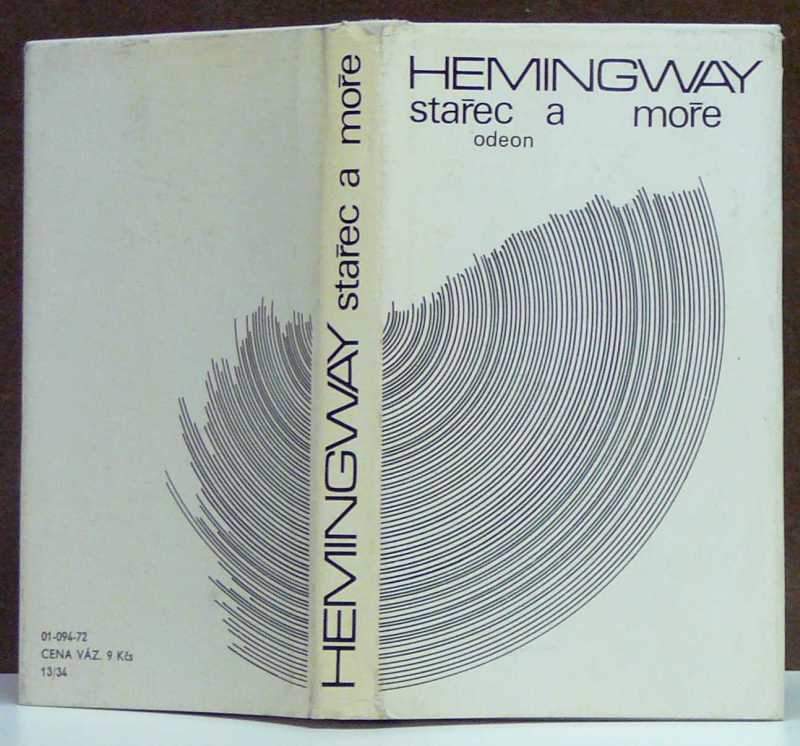 HEMINGWAY
stařec a moře
odeon
HEMINGWAY stařec a moře
01-094-72
CENA VÁZ. 9 Kčs
13/34